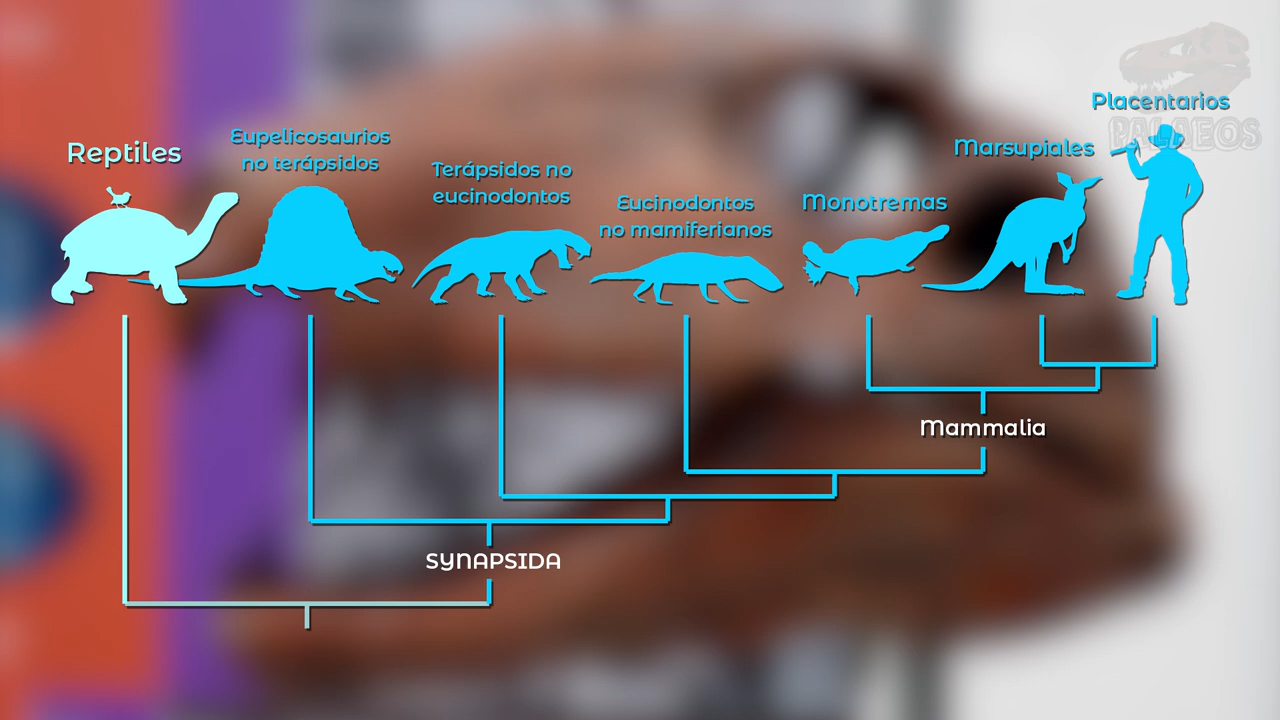 Reptiles
Eupelicosaurios
no terápsidos
Terápsidos no
eucinodontos
Eucinodontos
no mamiferianos
Monotremas
Marsupiales
Placentarios
PALAEOS
Mammalia
SYNAPSIDA